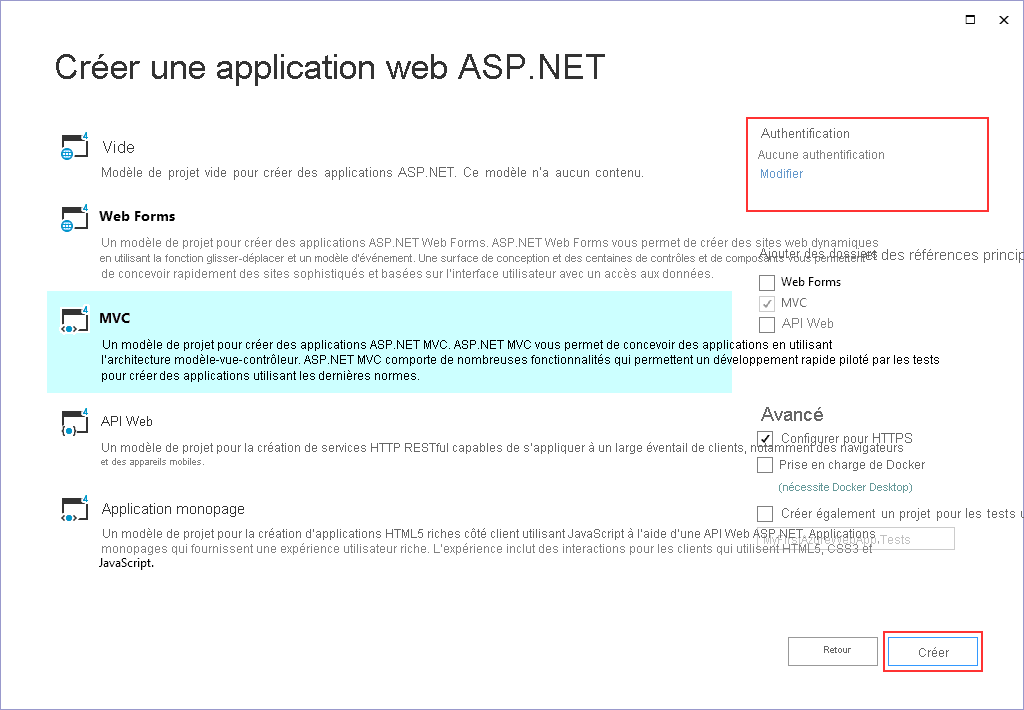 Créer une application web ASP.NET
4
Vide
Modèle de projet vide pour créer des applications ASP.NET. Ce modèle n'a aucun contenu.
4
Web Forms
Un modèle de projet pour créer des applications ASP.NET Web Forms. ASP.NET Web Forms vous permet de créer des sites web dynamiques
en utilisant la fonction glisser-déplacer et un modèle d'événement. Une surface de conception et des centaines de contrôles et de composants vous permettent
de concevoir rapidement des sites sophistiqués et basées sur l'interface utilisateur avec un accès aux données.
4
MVC
Un modèle de projet pour créer des applications ASP.NET MVC. ASP.NET MVC vous permet de concevoir des applications en utilisant
l'architecture modèle-vue-contrôleur. ASP.NET MVC comporte de nombreuses fonctionnalités qui permettent un développement rapide piloté par les tests
pour créer des applications utilisant les dernières normes.
4
API Web
Un modèle de projet pour la création de services HTTP RESTful capables de s'appliquer à un large éventail de clients, notamment des navigateurs
et des appareils mobiles.
4
Application monopage
Un modèle de projet pour la création d'applications HTML5 riches côté client utilisant JavaScript à l'aide d'une API Web ASP.NET. Applications
monopages qui fournissent une expérience utilisateur riche. L'expérience inclut des interactions pour les clients qui utilisent HTML5, CSS3 et
JavaScript.
Authentification
Aucune authentification
Modifier
Ajouter des dossiers et des références princip
Web Forms
MVC
API Web
Avancé
Configurer pour HTTPS
Prise en charge de Docker
(nécessite Docker Desktop)
Créer également un projet pour les tests u
MyFirstAzureWebApp.Tests
Retour
Créer